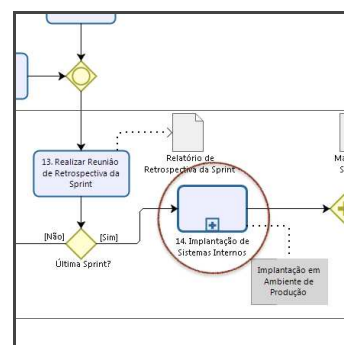 13. Realizar Reunião
de Retrospectiva da
Sprint
Relatório de
Retrospectiva da Sprint
[Não]
[Sim]
Última Sprint?
14. Implantação de
Sistemas Internos
Implantação em
Ambiente de
Produção